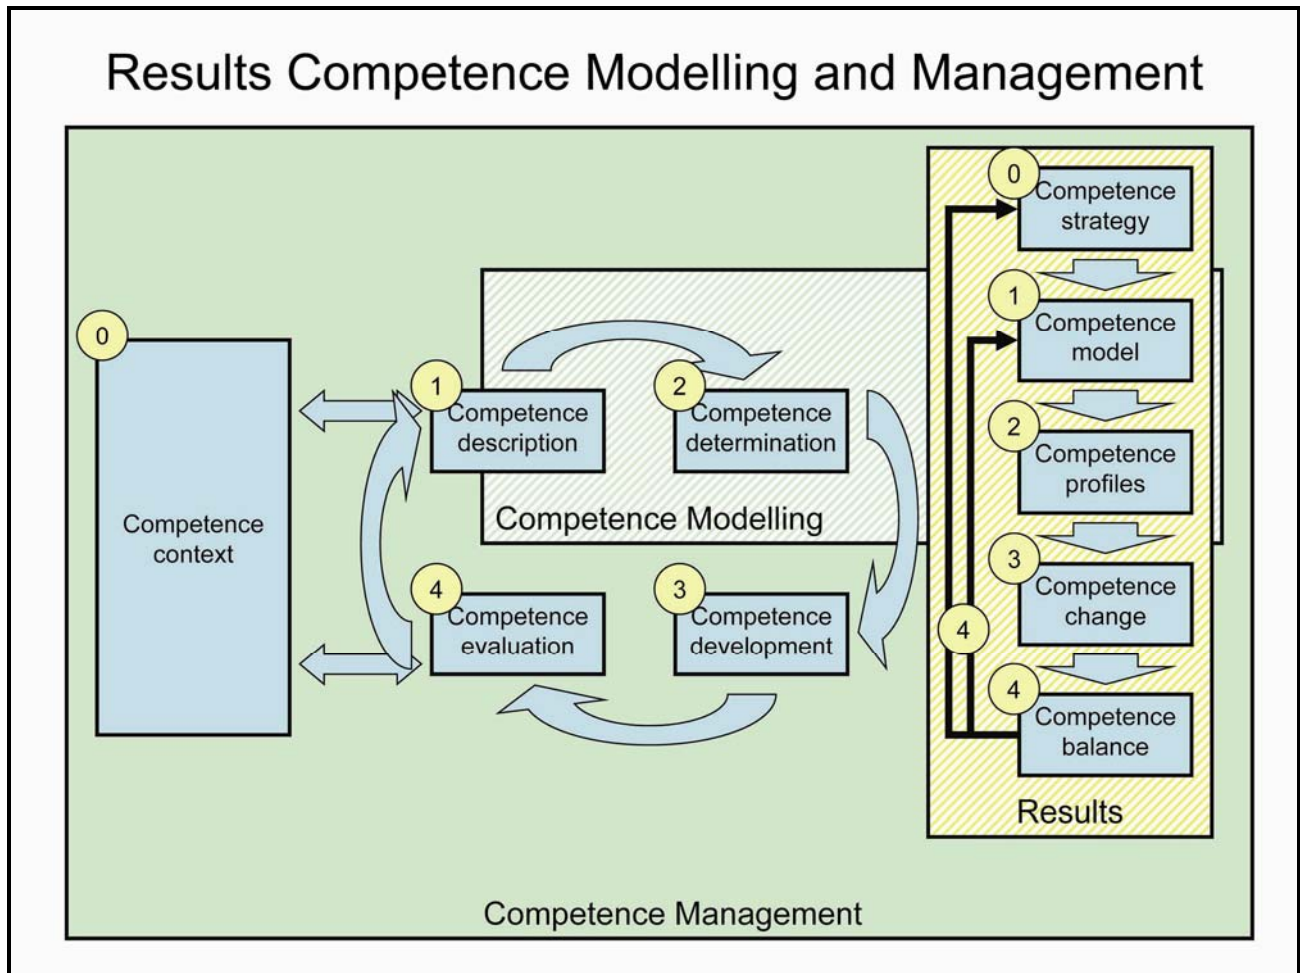 Results Competence Modelling and Management
0
Competence
context
1
Competence
description
2
Competence
determination
Competence Modelling
4
Competence
evaluation
3
Competence
development
0
Competence
strategy
1
Competence
model
2
Competence
profiles
3
Competence
change
4
4
Competence
balance
Results
Competence Management